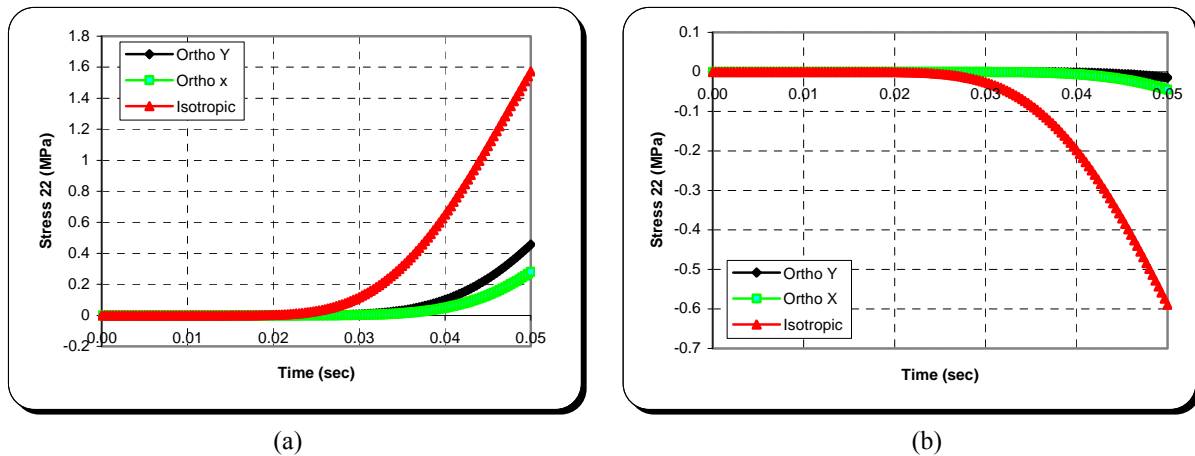 1.8
1.6
1.4
1.2
1
0.8
0.6
0.4
0.2
0
-0.2
Stress 22 (MPa)
Ortho Y
Ortho x
Isotropic
0.00 0.01 0.02 0.03 0.04 0.05
Time (sec)
(a)
0.1
0
-0.1
-0.2
-0.3
-0.4
-0.5
-0.6
-0.7
Stress 22 (MPa)
0.00 0.01 0.02 0.03 0.04 0.05
Ortho Y
Ortho X
Isotropic
Time (sec)
(b)